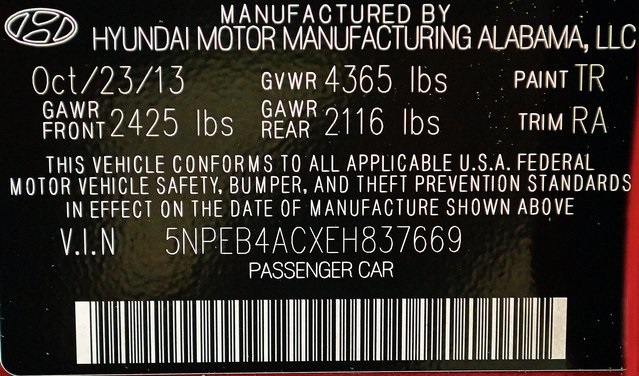 MANUFACTURED BY
HYUNDAI MOTOR MANUFACTURING ALABAMA, LLC
Oct/23/13 GVWR 4365 lbs PAINT TR
GAWR FRONT 2425 lbs GAWR REAR 2116 lbs TRIM RA
THIS VEHICLE CONFORMS TO ALL APPLICABLE U.S.A. FEDERAL
MOTOR VEHICLE SAFETY, BUMPER, AND THEFT PREVENTION STANDARDS
IN EFFECT ON THE DATE OF MANUFACTURE SHOWN ABOVE
V.I.N 5NPEB4ACXEH837669
PASSENGER CAR